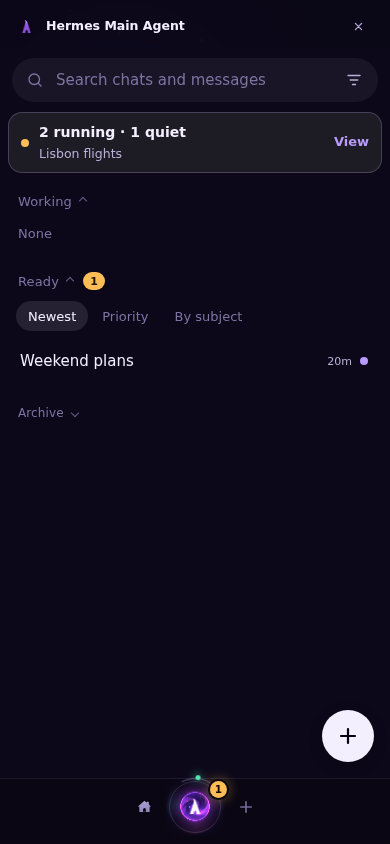 Hermes Main Agent
Search chats and messages
2 running · 1 quiet
Lisbon flights
View
Working
None
Ready 1
Newest Priority By subject
Weekend plans 20m
Archive
1